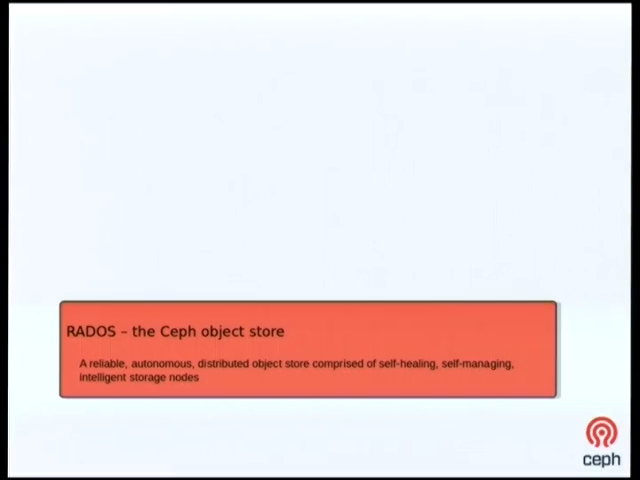 RADOS – the Ceph object store
A reliable, autonomous, distributed object store comprised of self-healing, self-managing,
intelligent storage nodes
ceph